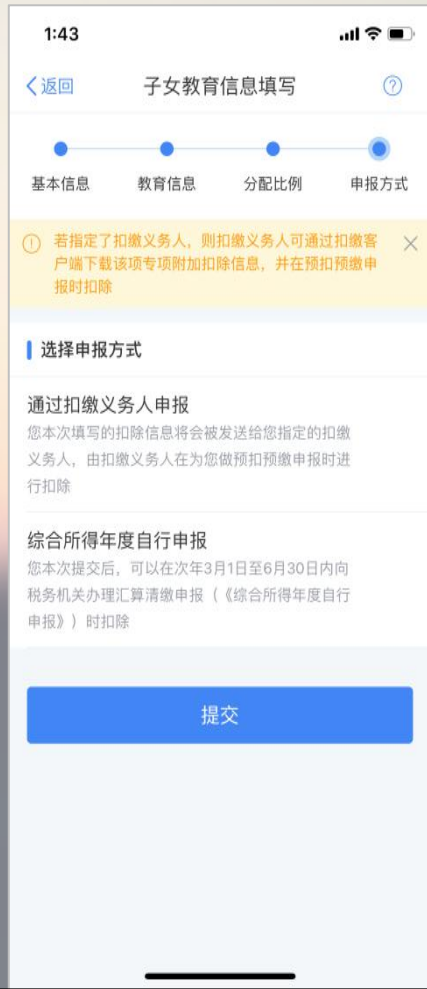 1:43
返回 子女教育信息填写
基本信息 教育信息 分配比例 申报方式
若指定了扣缴义务人，则扣缴义务人可通过扣缴客
户端下载该项专项附加扣除信息，并在预扣预缴申
报时扣除
选择申报方式
通过扣缴义务人申报
您本次填写的扣除信息将会被发送给您指定的扣缴
义务人，由扣缴义务人在为您做预扣预缴申报时进
行扣除
综合所得年度自行申报
您本次提交后，可以在次年3月1日至6月30日内向
税务机关办理汇算清缴申报（《综合所得年度自行
申报》）时扣除
提交